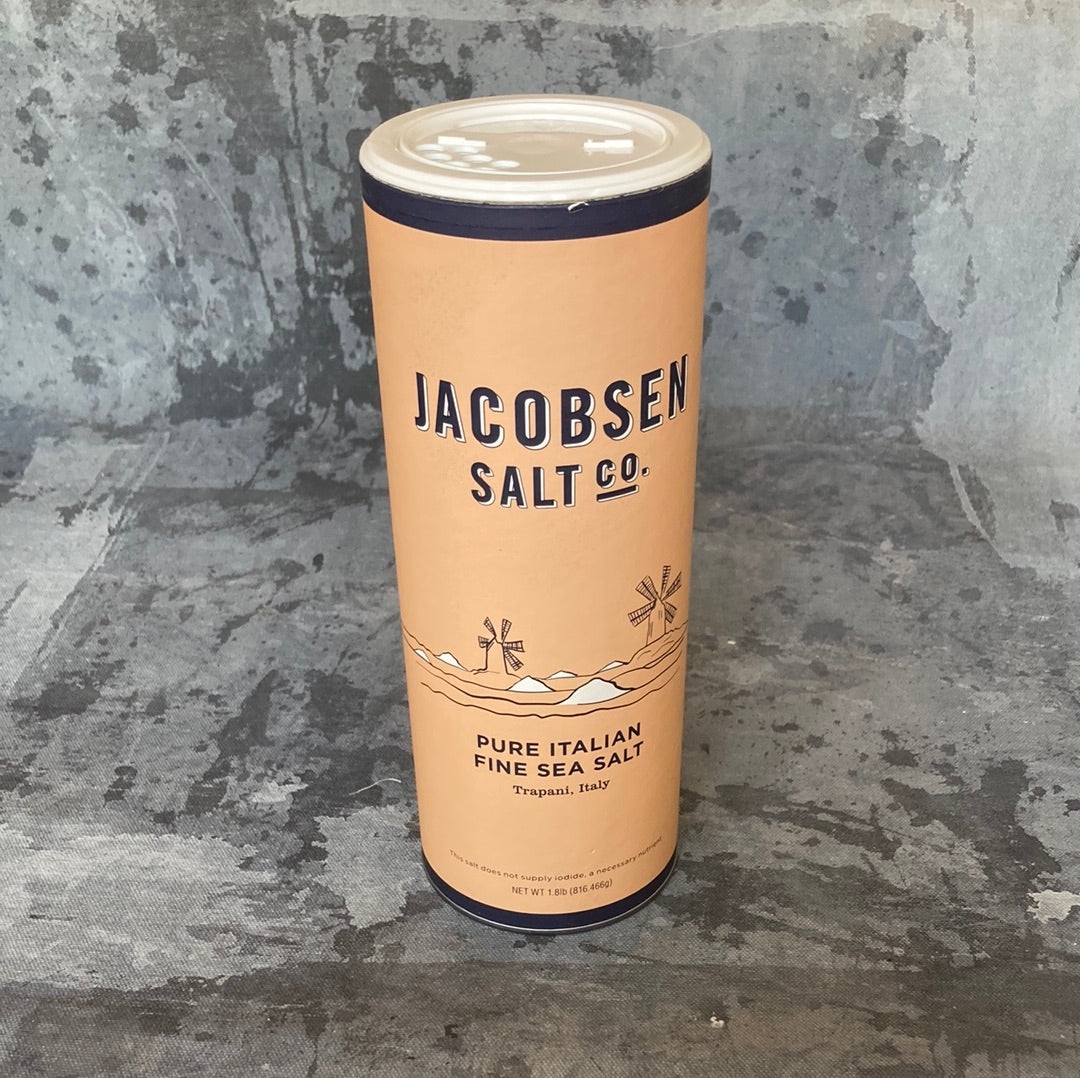 JACOBSEN
SALT CO.
PURE ITALIAN
FINE SEA SALT
Trapani, Italy
This salt does not supply iodide, a necessary nutrient
NET WT 1.8lb (816.466g)